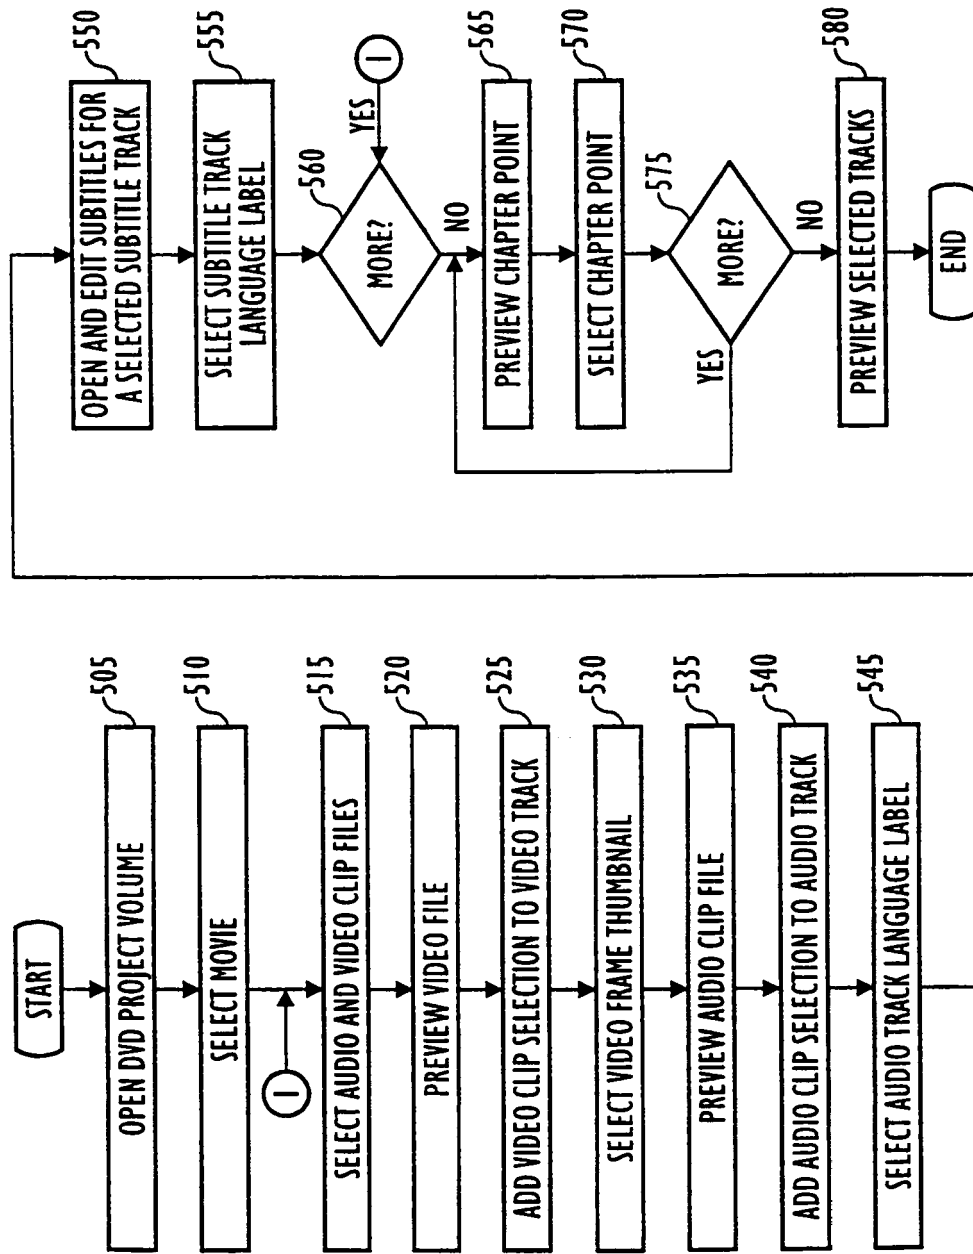 START
OPEN DVD PROJECT VOLUME
505
SELECT MOVIE
510
I
SELECT AUDIO AND VIDEO CLIP FILES
515
PREVIEW VIDEO FILE
520
ADD VIDEO CLIP SELECTION TO VIDEO TRACK
525
SELECT VIDEO FRAME THUMBNAIL
530
PREVIEW AUDIO CLIP FILE
535
ADD AUDIO CLIP SELECTION TO AUDIO TRACK
540
SELECT AUDIO TRACK LANGUAGE LABEL
545
OPEN AND EDIT SUBTITLES FOR
A SELECTED SUBTITLE TRACK
550
SELECT SUBTITLE TRACK
LANGUAGE LABEL
555
MORE?
560
YES
I
NO
PREVIEW CHAPTER POINT
565
SELECT CHAPTER POINT
570
MORE?
575
YES
NO
PREVIEW SELECTED TRACKS
580
END